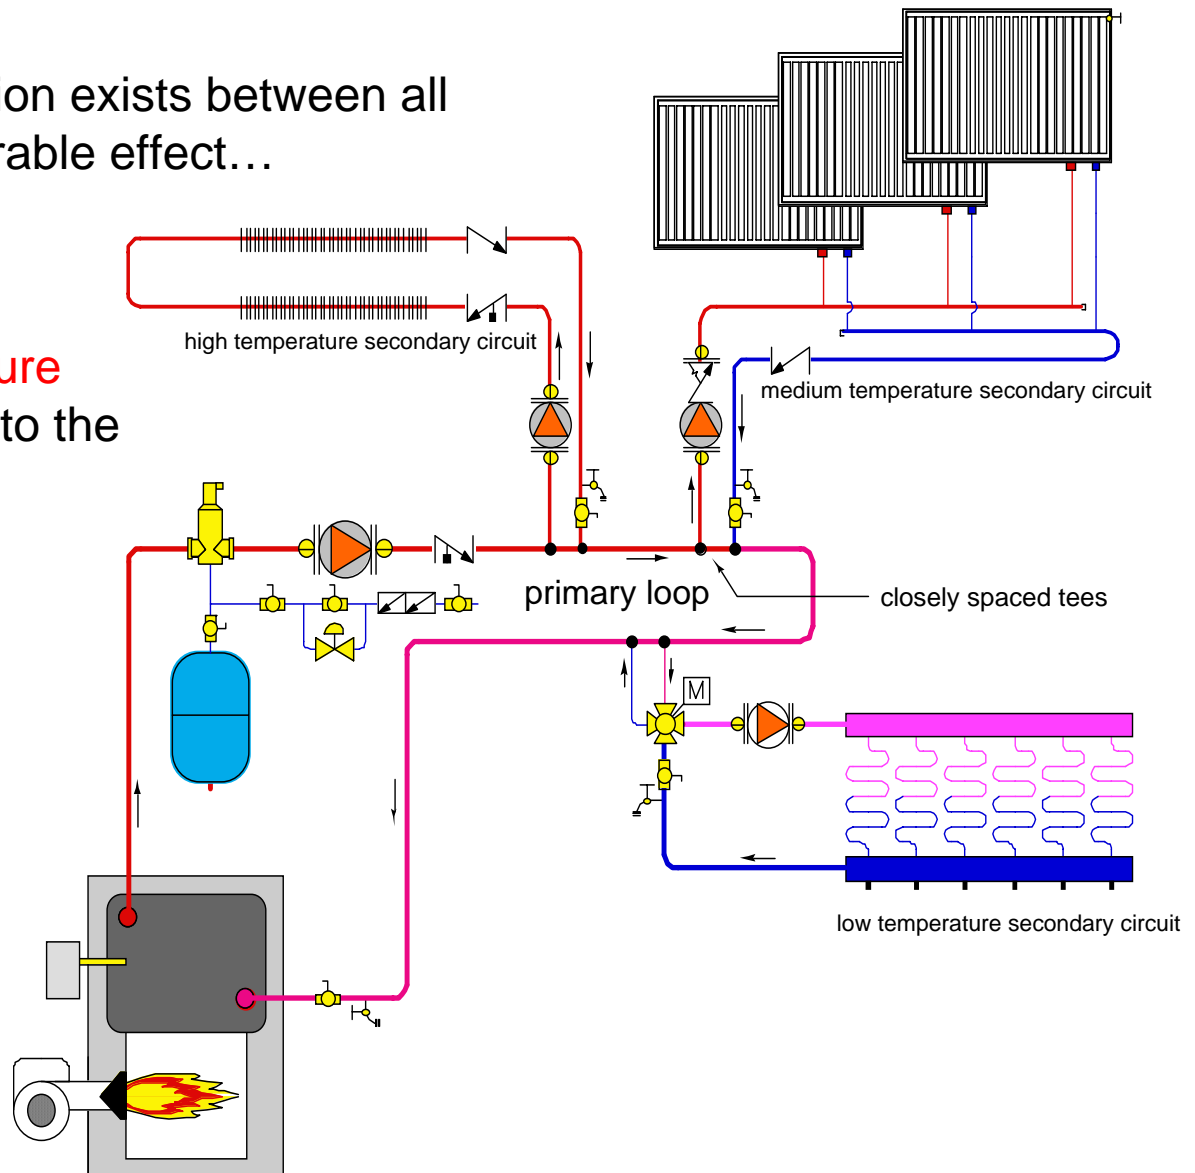 ion exists between all
rable effect…
high temperature secondary circuit
ure
to the
medium temperature secondary circuit
primary loop
closely spaced tees
M
low temperature secondary circuit